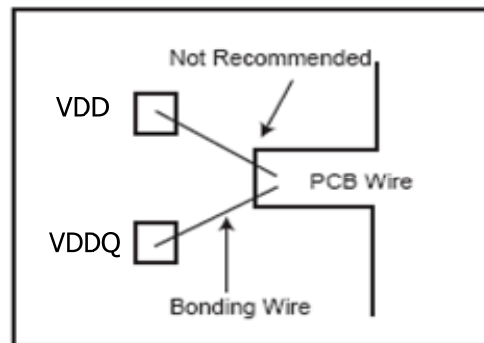 Not Recommended
VDD
PCB Wire
VDDQ
Bonding Wire